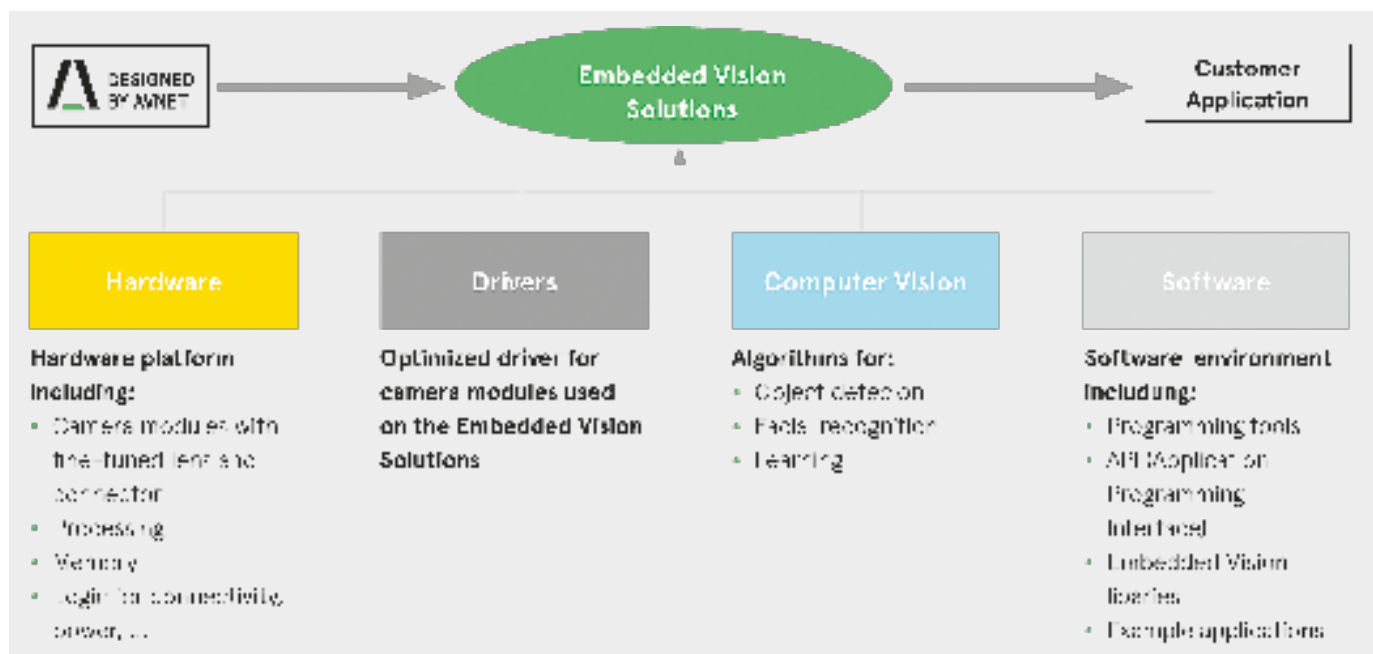 DESIGNED
BY AVNET
Embedded Vision
Solutions
Customer
Application
Hardware
Drivers
Computer Vision
Software
Hardware platform
including:
• Camera modules with
fine-tuned lens and
connector
• Processing
• Memory
• Logic for connectivity,
power, ...
Optimized driver for
camera modules used
on the Embedded Vision
Solutions
Algorithms for:
• Object detecion
• Facial recognition
• Learning
Software environment
including:
• Programming tools
• API (Application
Programming
Interface)
• Embedded Vision
libaries
• Example applications